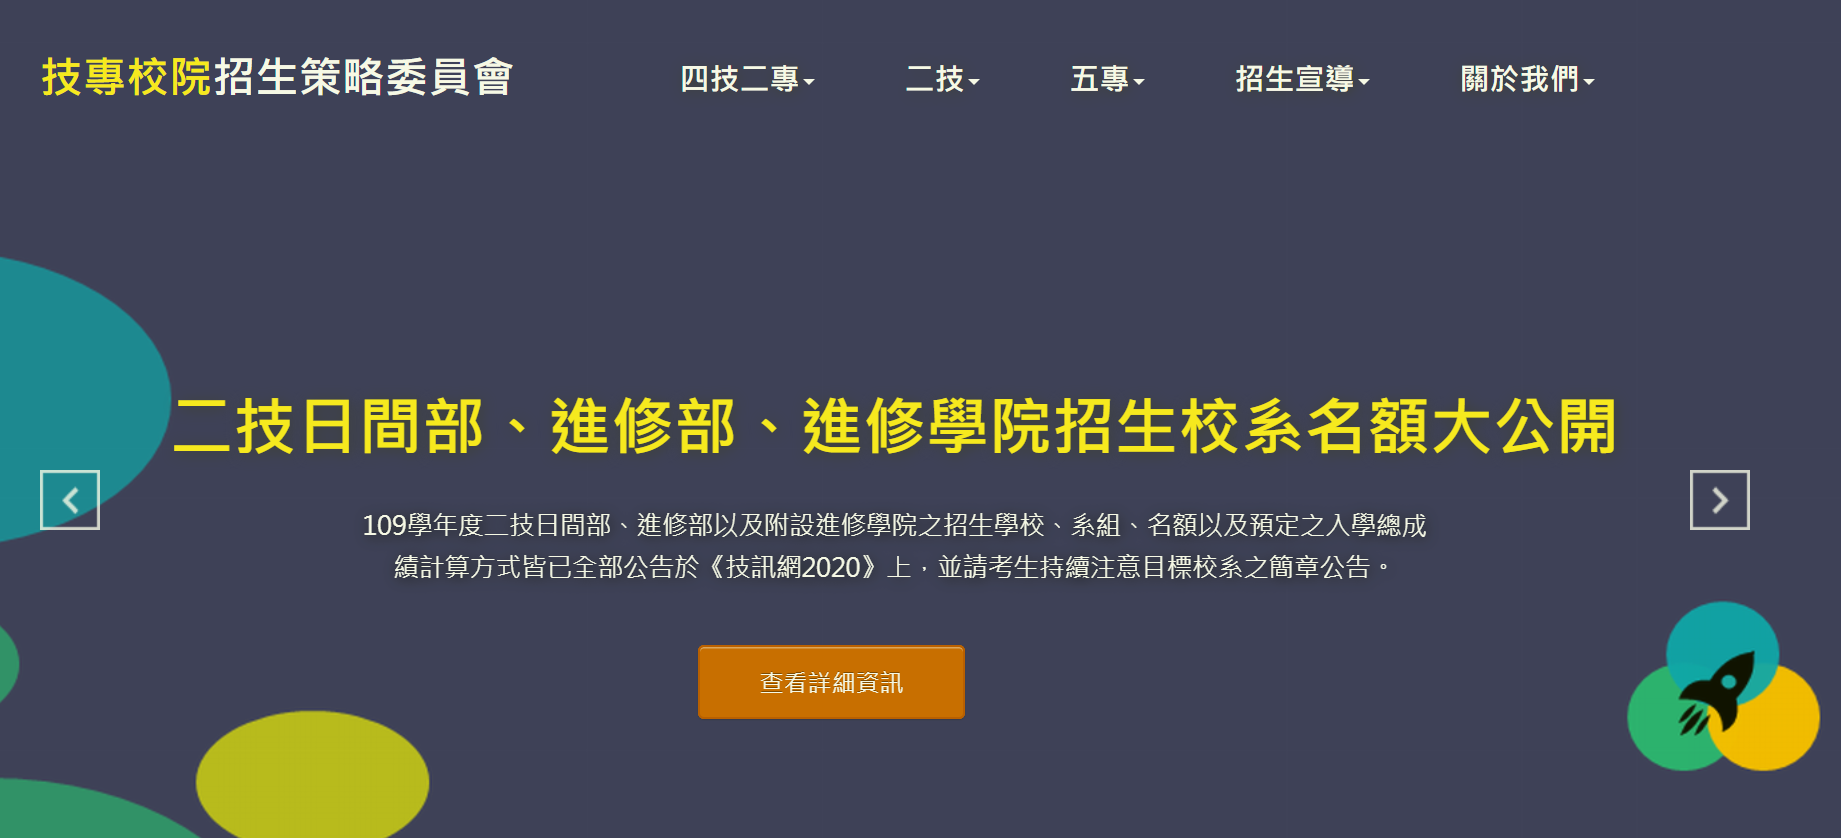 技專校院招生策略委員會
四技二專 二技 五專 招生宣導 關於我們
二技日間部、進修部、進修學院招生校系名額大公開
109學年度二技日間部、進修部以及附設進修學院之招生學校、系組、名額以及預定之入學總成
績計算方式皆已全部公告於《技訊網2020》上，並請考生持續注意目標校系之簡章公告。
查看詳細資訊